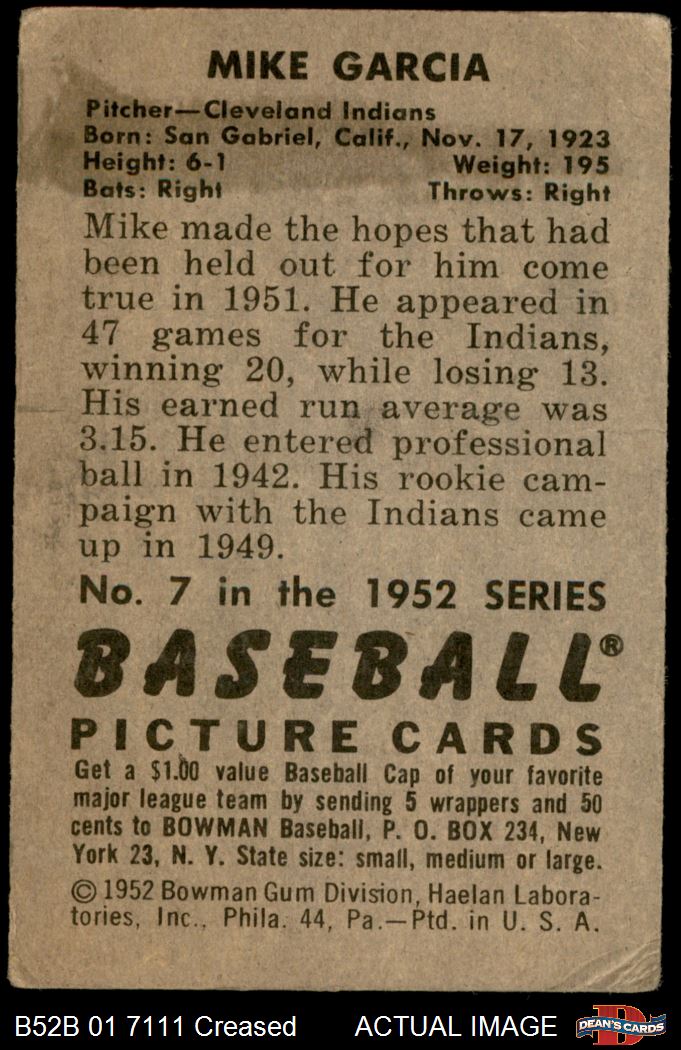 MIKE GARCIA
Pitcher—Cleveland Indians
Born: San Gabriel, Calif., Nov. 17, 1923
Height: 6-1 Weight: 195
Bats: Right Throws: Right
Mike made the hopes that had
been held out for him come
true in 1951. He appeared in
47 games for the Indians,
winning 20, while losing 13.
His earned run average was
3.15. He entered professional
ball in 1942. His rookie cam-
paign with the Indians came
up in 1949.
No. 7 in the 1952 SERIES
BASEBALL®
PICTURE CARDS
Get a $1.00 value Baseball Cap of your favorite
major league team by sending 5 wrappers and 50
cents to BOWMAN Baseball, P. O. BOX 234, New
York 23, N. Y. State size: small, medium or large.
© 1952 Bowman Gum Division, Haelan Labora-
tories, Inc., Phila. 44, Pa.—Ptd. in U. S. A.
B52B 01 7111 Creased ACTUAL IMAGE
DEAN'S CARDS